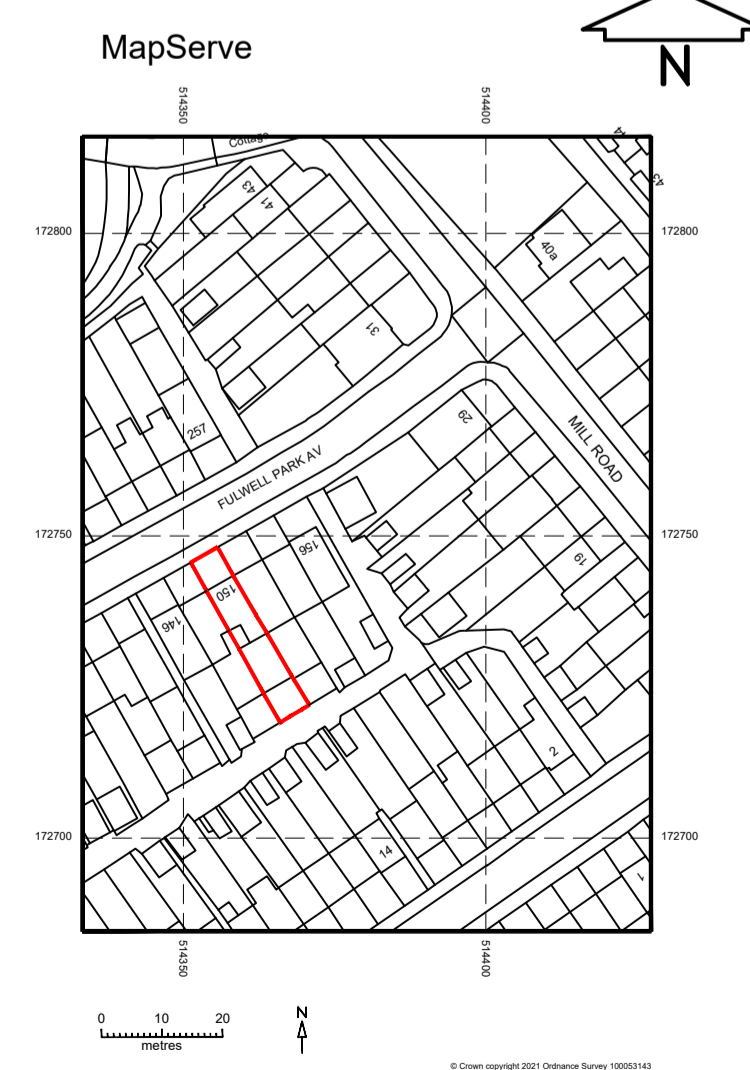 MapServe
N
514350
514400
Cottage
44
43
43
41
172800
172800
40a
31
29
257
MILL ROAD
FULWELL PARK AV
172750
172750
156
19
150
146
2
172700
172700
14
1
514350
514400
0 10 20
metres
N
© Crown copyright 2021 Ordnance Survey 100053143